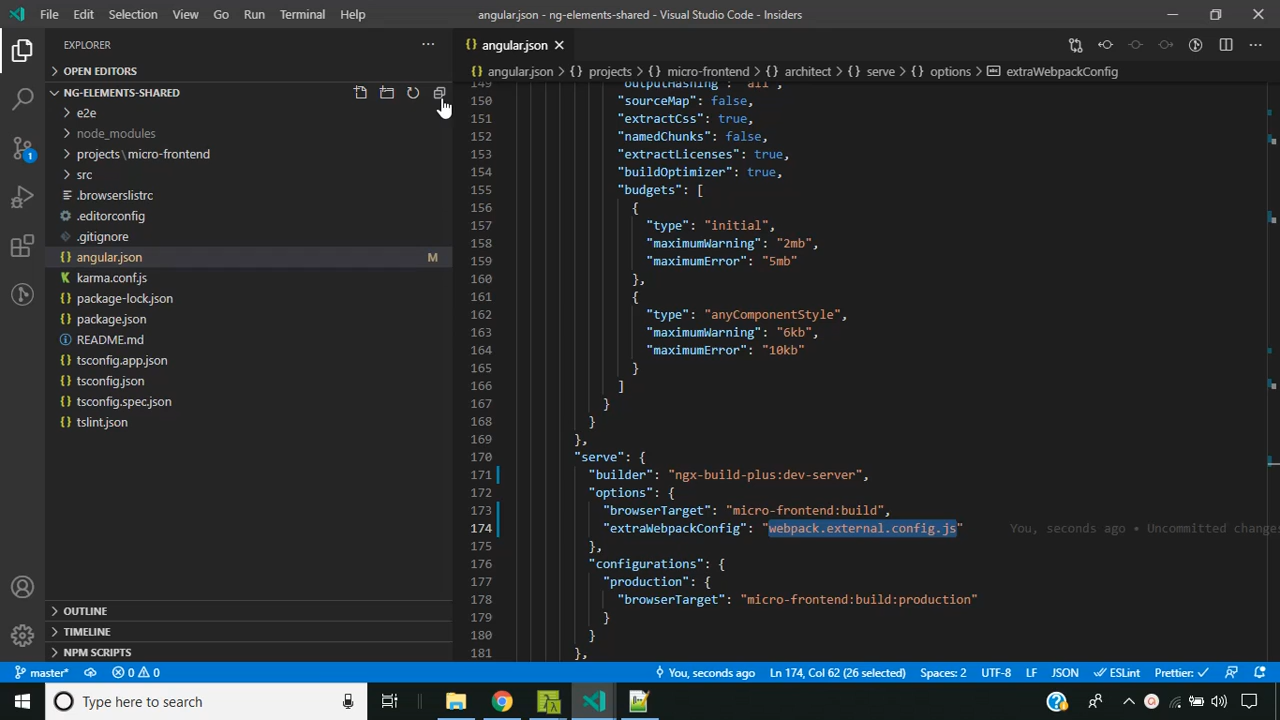 File Edit Selection View Go Run Terminal Help
angular.json - ng-elements-shared - Visual Studio Code - Insiders
EXPLORER
OPEN EDITORS
NG-ELEMENTS-SHARED
e2e
node_modules
projects\micro-frontend
src
.browserslistrc
.editorconfig
.gitignore
angular.json M
karma.conf.js
package-lock.json
package.json
README.md
tsconfig.app.json
tsconfig.json
tsconfig.spec.json
tslint.json
OUTLINE
TIMELINE
NPM SCRIPTS
1
{} angular.json
{} angular.json > {} projects > {} micro-frontend > {} architect > {} serve > {} options > extraWebpackConfig
149 "outputHashing": "all",
150 "sourceMap": false,
151 "extractCss": true,
152 "namedChunks": false,
153 "extractLicenses": true,
154 "buildOptimizer": true,
155 "budgets": [
156 {
157 "type": "initial",
158 "maximumWarning": "2mb",
159 "maximumError": "5mb"
160 },
161 {
162 "type": "anyComponentStyle",
163 "maximumWarning": "6kb",
164 "maximumError": "10kb"
165 }
166 ]
167 }
168 }
169 },
170 "serve": {
171 "builder": "ngx-build-plus:dev-server",
172 "options": {
173 "browserTarget": "micro-frontend:build",
174 "extraWebpackConfig": "webpack.external.config.js" You, seconds ago • Uncommitted changes
175 },
176 "configurations": {
177 "production": {
178 "browserTarget": "micro-frontend:build:production"
179 }
180 }
181 },
master* 0 0 You, seconds ago Ln 174, Col 62 (26 selected) Spaces: 2 UTF-8 LF JSON ESLint Prettier: ✓
Type here to search